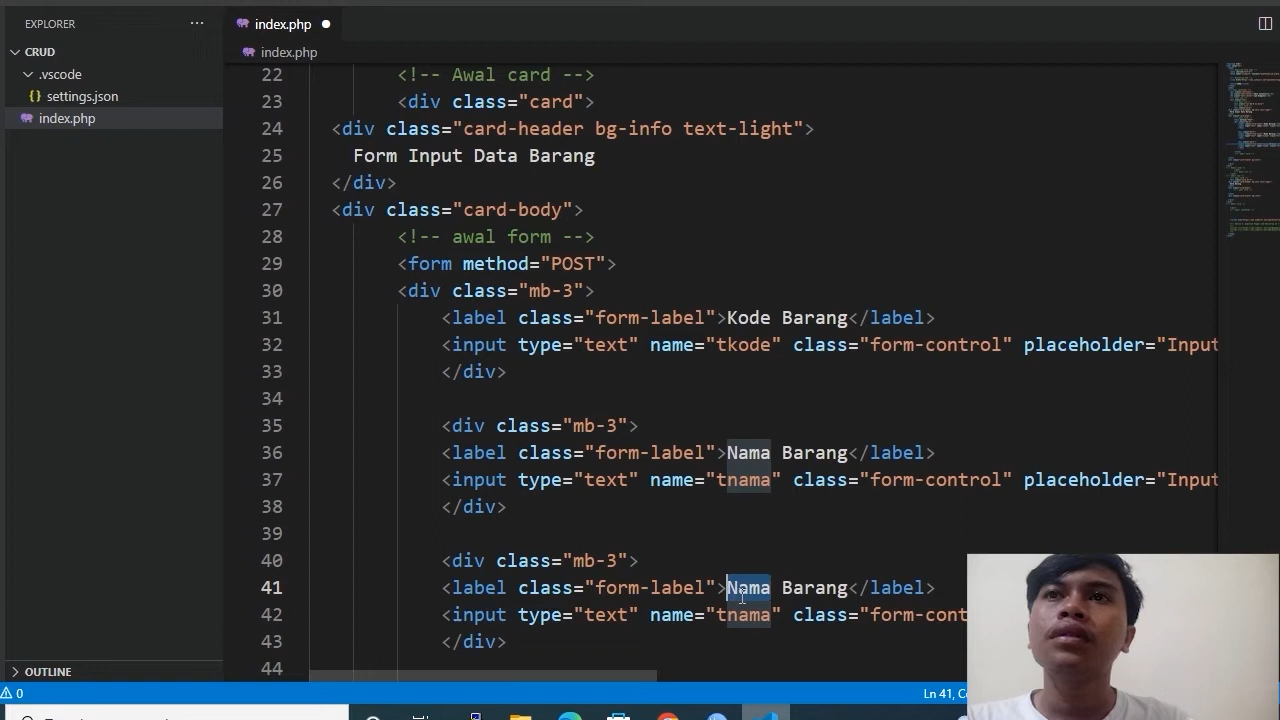 EXPLORER
···
index.php
CRUD
index.php
.vscode
settings.json
index.php
22 <!-- Awal card -->
23 <div class="card">
24 <div class="card-header bg-info text-light">
25 Form Input Data Barang
26 </div>
27 <div class="card-body">
28 <!-- awal form -->
29 <form method="POST">
30 <div class="mb-3">
31 <label class="form-label">Kode Barang</label>
32 <input type="text" name="tkode" class="form-control" placeholder="Input
33 </div>
34
35 <div class="mb-3">
36 <label class="form-label">Nama Barang</label>
37 <input type="text" name="tnama" class="form-control" placeholder="Input
38 </div>
39
40 <div class="mb-3">
41 <label class="form-label">Nama Barang</label>
42 <input type="text" name="tnama" class="form-cont
43 </div>
44
OUTLINE
0
Ln 41,